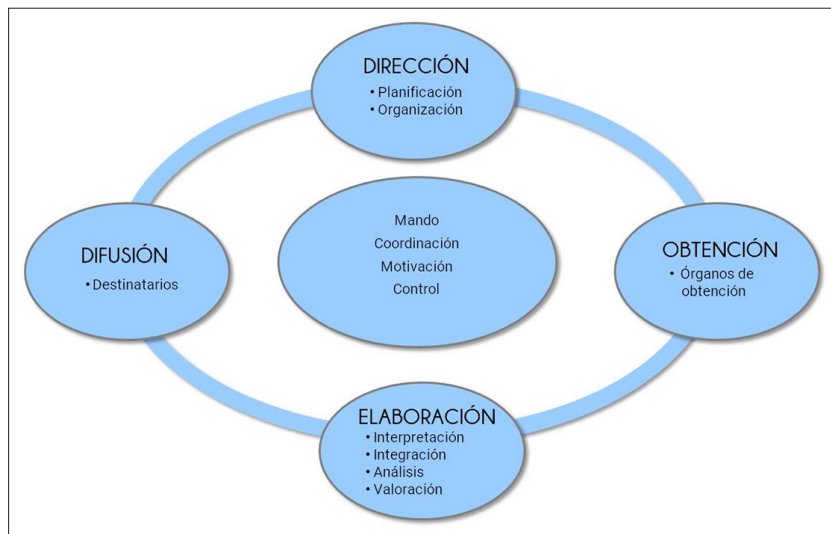 DIRECCIÓN
• Planificación
• Organización
Mando
Coordinación
Motivación
Control
DIFUSIÓN
• Destinatarios
OBTENCIÓN
• Órganos de
obtención
ELABORACIÓN
• Interpretación
• Integración
• Análisis
• Valoración